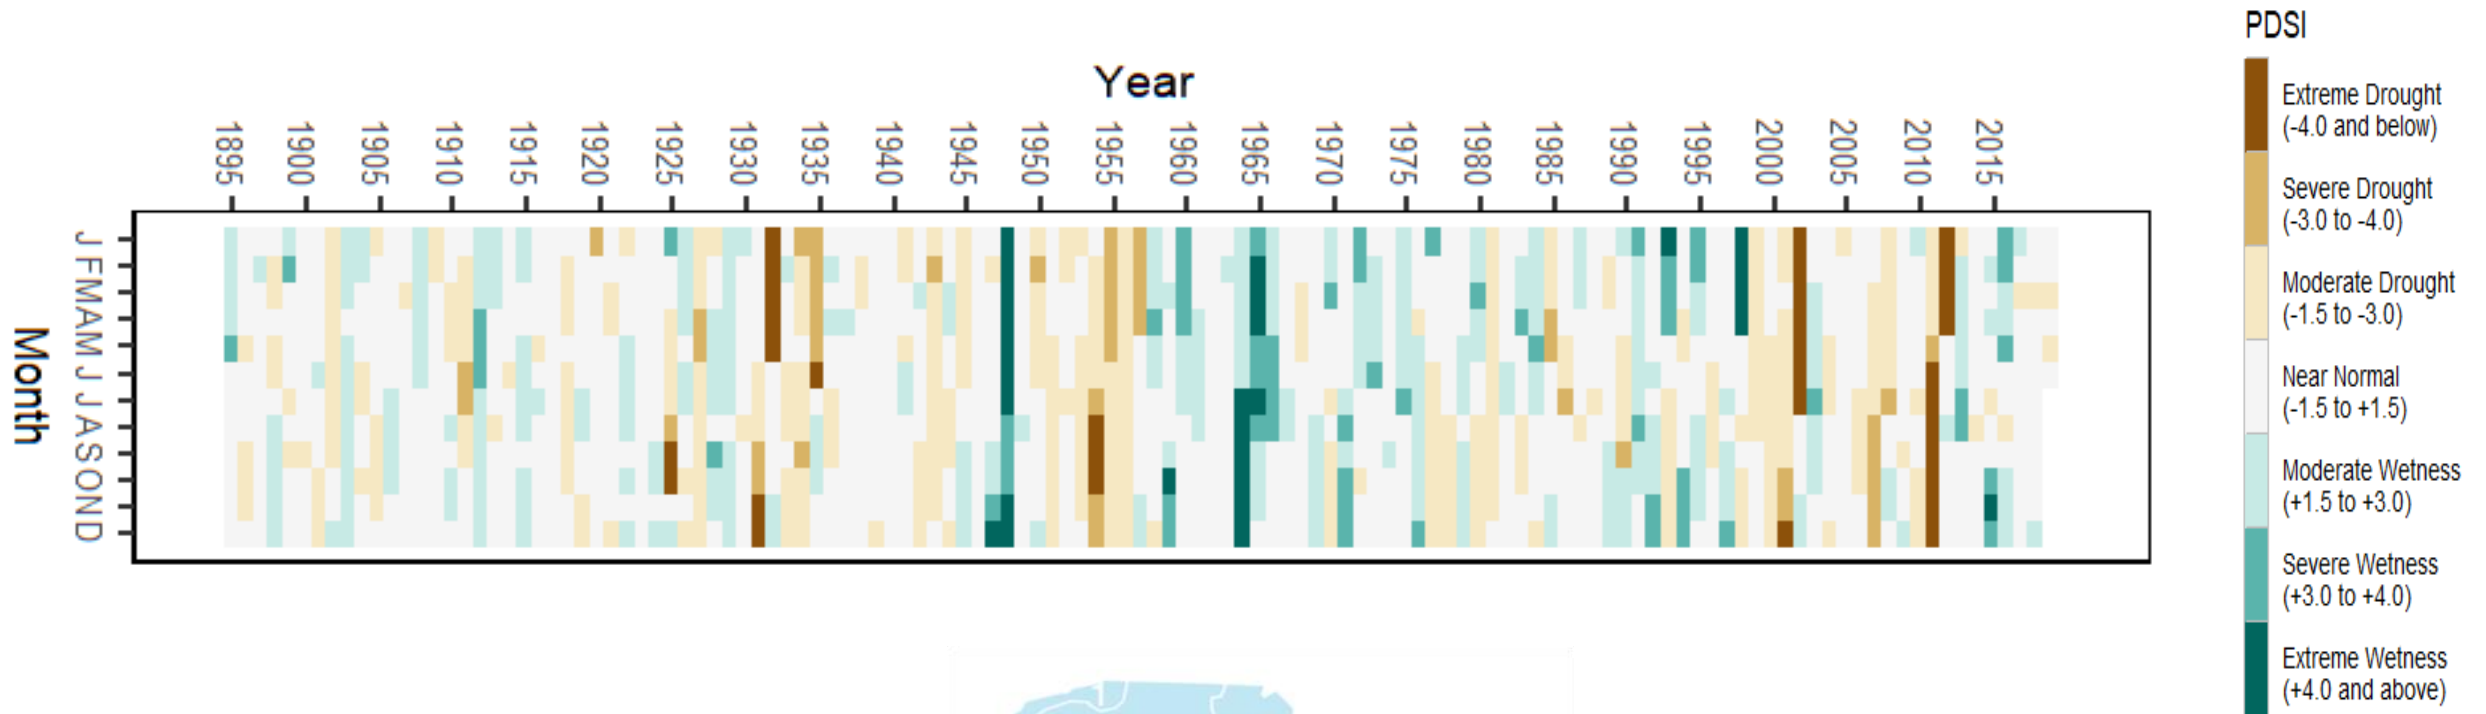 PDSI
Year
1895 1900 1905 1910 1915 1920 1925 1930 1935 1940 1945 1950 1955 1960 1965 1970 1975 1980 1985 1990 1995 2000 2005 2010 2015
Month
J F M A M J J A S O N D
Extreme Drought
(-4.0 and below)
Severe Drought
(-3.0 to -4.0)
Moderate Drought
(-1.5 to -3.0)
Near Normal
(-1.5 to +1.5)
Moderate Wetness
(+1.5 to +3.0)
Severe Wetness
(+3.0 to +4.0)
Extreme Wetness
(+4.0 and above)